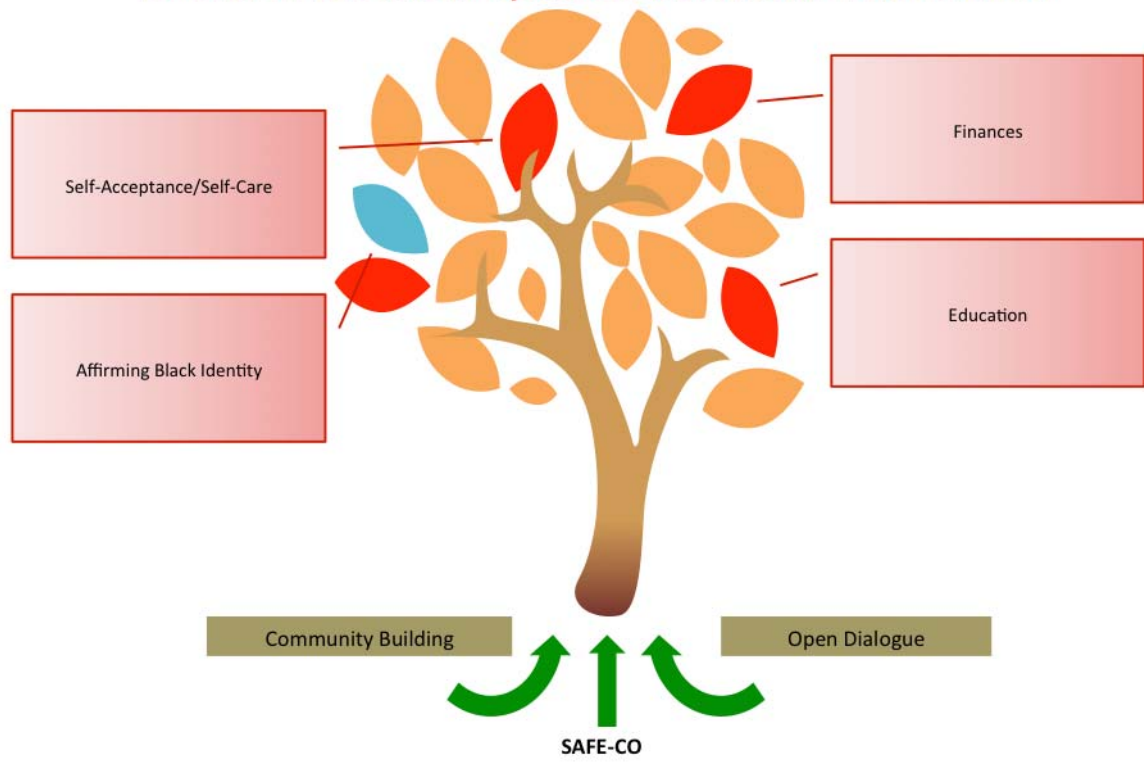 Self-Acceptance/Self-Care
Finances
Affirming Black Identity
Education
Community Building
Open Dialogue
SAFE-CO